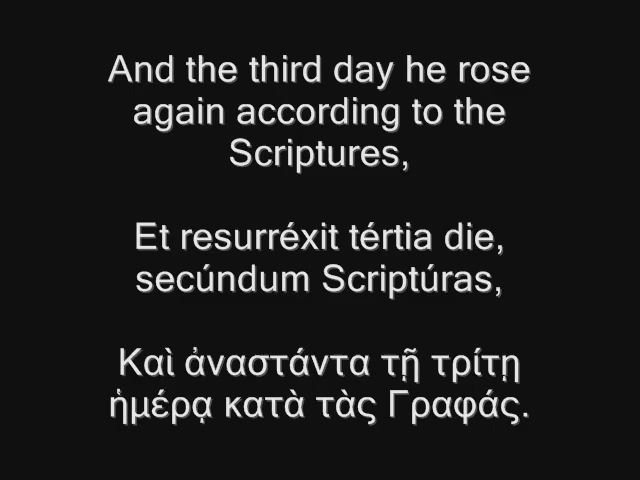 And the third day he rose
again according to the
Scriptures,
Et resurréxit tértia die,
secúndum Scriptúras,
Καὶ ἀναστάντα τῇ τρίτῃ
ἡμέρᾳ κατὰ τὰς Γραφάς.